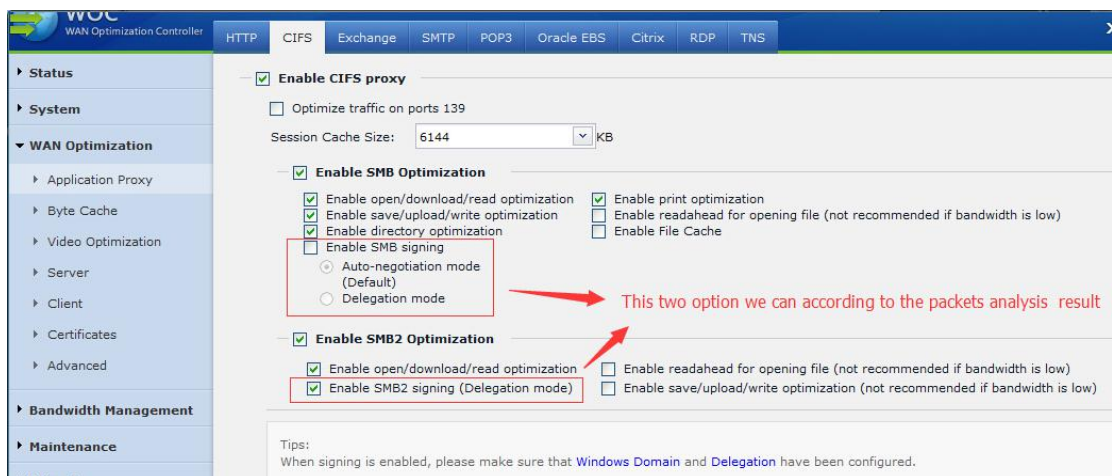 WOC
WAN Optimization Controller
HTTP CIFS Exchange SMTP POP3 Oracle EBS Citrix RDP TNS
Status
System
WAN Optimization
Application Proxy
Byte Cache
Video Optimization
Server
Client
Certificates
Advanced
Bandwidth Management
Maintenance
Enable CIFS proxy
Optimize traffic on ports 139
Session Cache Size: 6144 KB
Enable SMB Optimization
Enable open/download/read optimization Enable print optimization
Enable save/upload/write optimization Enable readahead for opening file (not recommended if bandwidth is low)
Enable directory optimization Enable File Cache
Enable SMB signing
Auto-negotiation mode
(Default)
Delegation mode
This two option we can according to the packets analysis result
Enable SMB2 Optimization
Enable open/download/read optimization Enable readahead for opening file (not recommended if bandwidth is low)
Enable SMB2 signing (Delegation mode) Enable save/upload/write optimization (not recommended if bandwidth is low)
Tips:
When signing is enabled, please make sure that Windows Domain and Delegation have been configured.